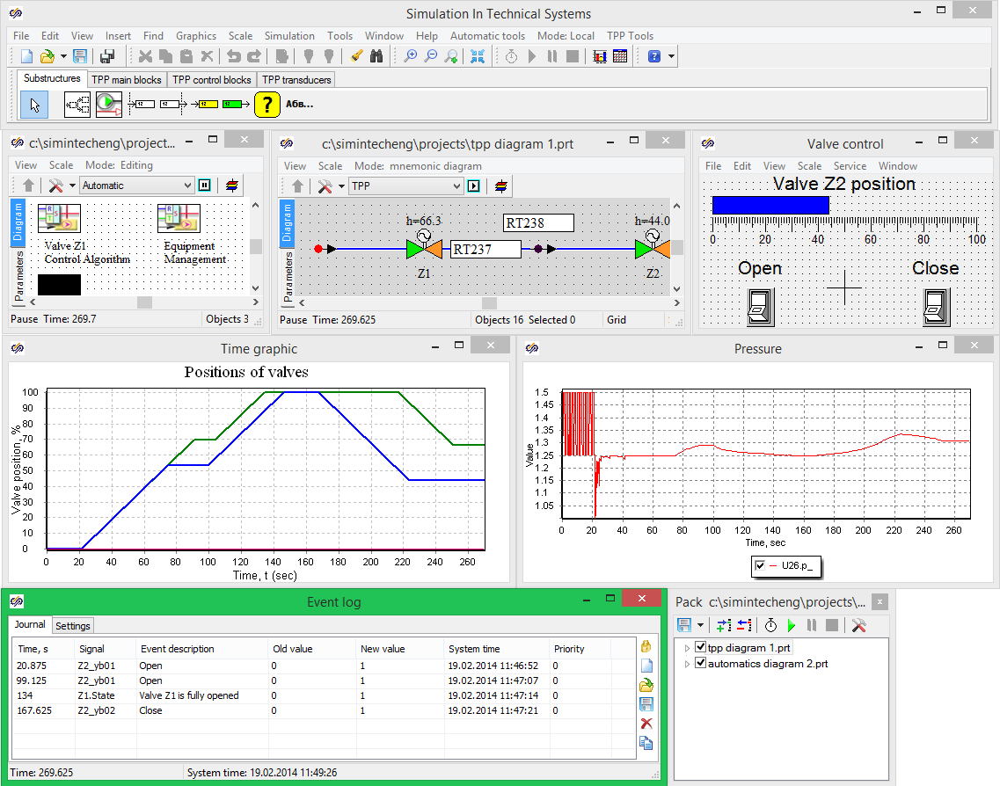 Simulation In Technical Systems
File Edit View Insert Find Graphics Scale Simulation Tools Window Help Automatic tools Mode: Local TPP Tools
Substructures TPP main blocks TPP control blocks TPP transducers
12 12 12 12 ? Абв...
c:\simintecheng\project...
View Scale Mode: Editing
Automatic
Diagram
Parameters
Valve Z1
Control Algorithm
Equipment
Management
Pause Time: 269.7 Objects 3
c:\simintecheng\projects\tpp diagram 1.prt
View Scale Mode: mnemonic diagram
TPP
Diagram
Parameters
h=66.3 RT238 h=44.0
RT237
Z1 Z2
Pause Time: 269.625 Objects 16 Selected 0 Grid
Valve control
File Edit View Scale Service Window
Valve Z2 position
0 20 40 60 80 100
Open Close
Time graphic
Positions of valves
Valve position, %
100
90
80
70
60
50
40
30
20
10
0
0 20 40 60 80 100 120 140 160 180 200 220 240 260
Time, t (sec)
Pressure
Value
1.5
1.45
1.4
1.35
1.3
1.25
1.2
1.15
1.1
1.05
0 20 40 60 80 100 120 140 160 180 200 220 240 260
Time, sec
U26.p_
Event log
Journal Settings
Time, s Signal Event description Old value New value System time Priority
20.875 Z2_yb01 Open 0 1 19.02.2014 11:46:52 0
99.125 Z2_yb01 Open 0 1 19.02.2014 11:47:07 0
134 Z1.State Valve Z1 is fully opened 0 1 19.02.2014 11:47:14 0
167.625 Z2_yb02 Close 0 1 19.02.2014 11:47:21 0
Time: 269.625 System time: 19.02.2014 11:49:26
Pack c:\simintecheng\projects\...
tpp diagram 1.prt
automatics diagram 2.prt